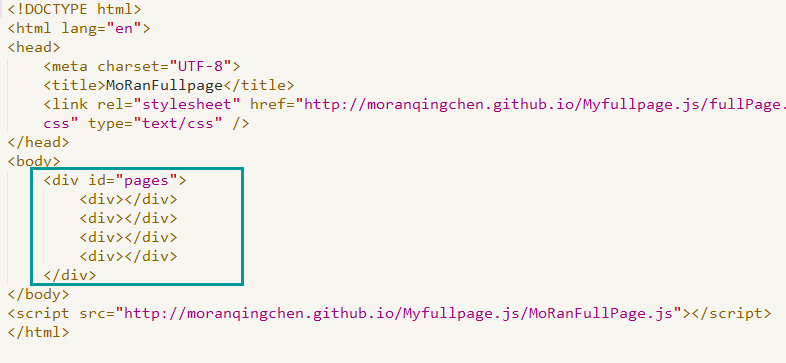 <!DOCTYPE html>
<html lang="en">
<head>
    <meta charset="UTF-8">
    <title>MoRanFullpage</title>
    <link rel="stylesheet" href="http://moranqingchen.github.io/Myfullpage.js/fullPage.
    css" type="text/css" />
</head>
<body>
    <div id="pages">
        <div></div>
        <div></div>
        <div></div>
        <div></div>
    </div>
</body>
<script src="http://moranqingchen.github.io/Myfullpage.js/MoRanFullPage.js"></script>
</html>